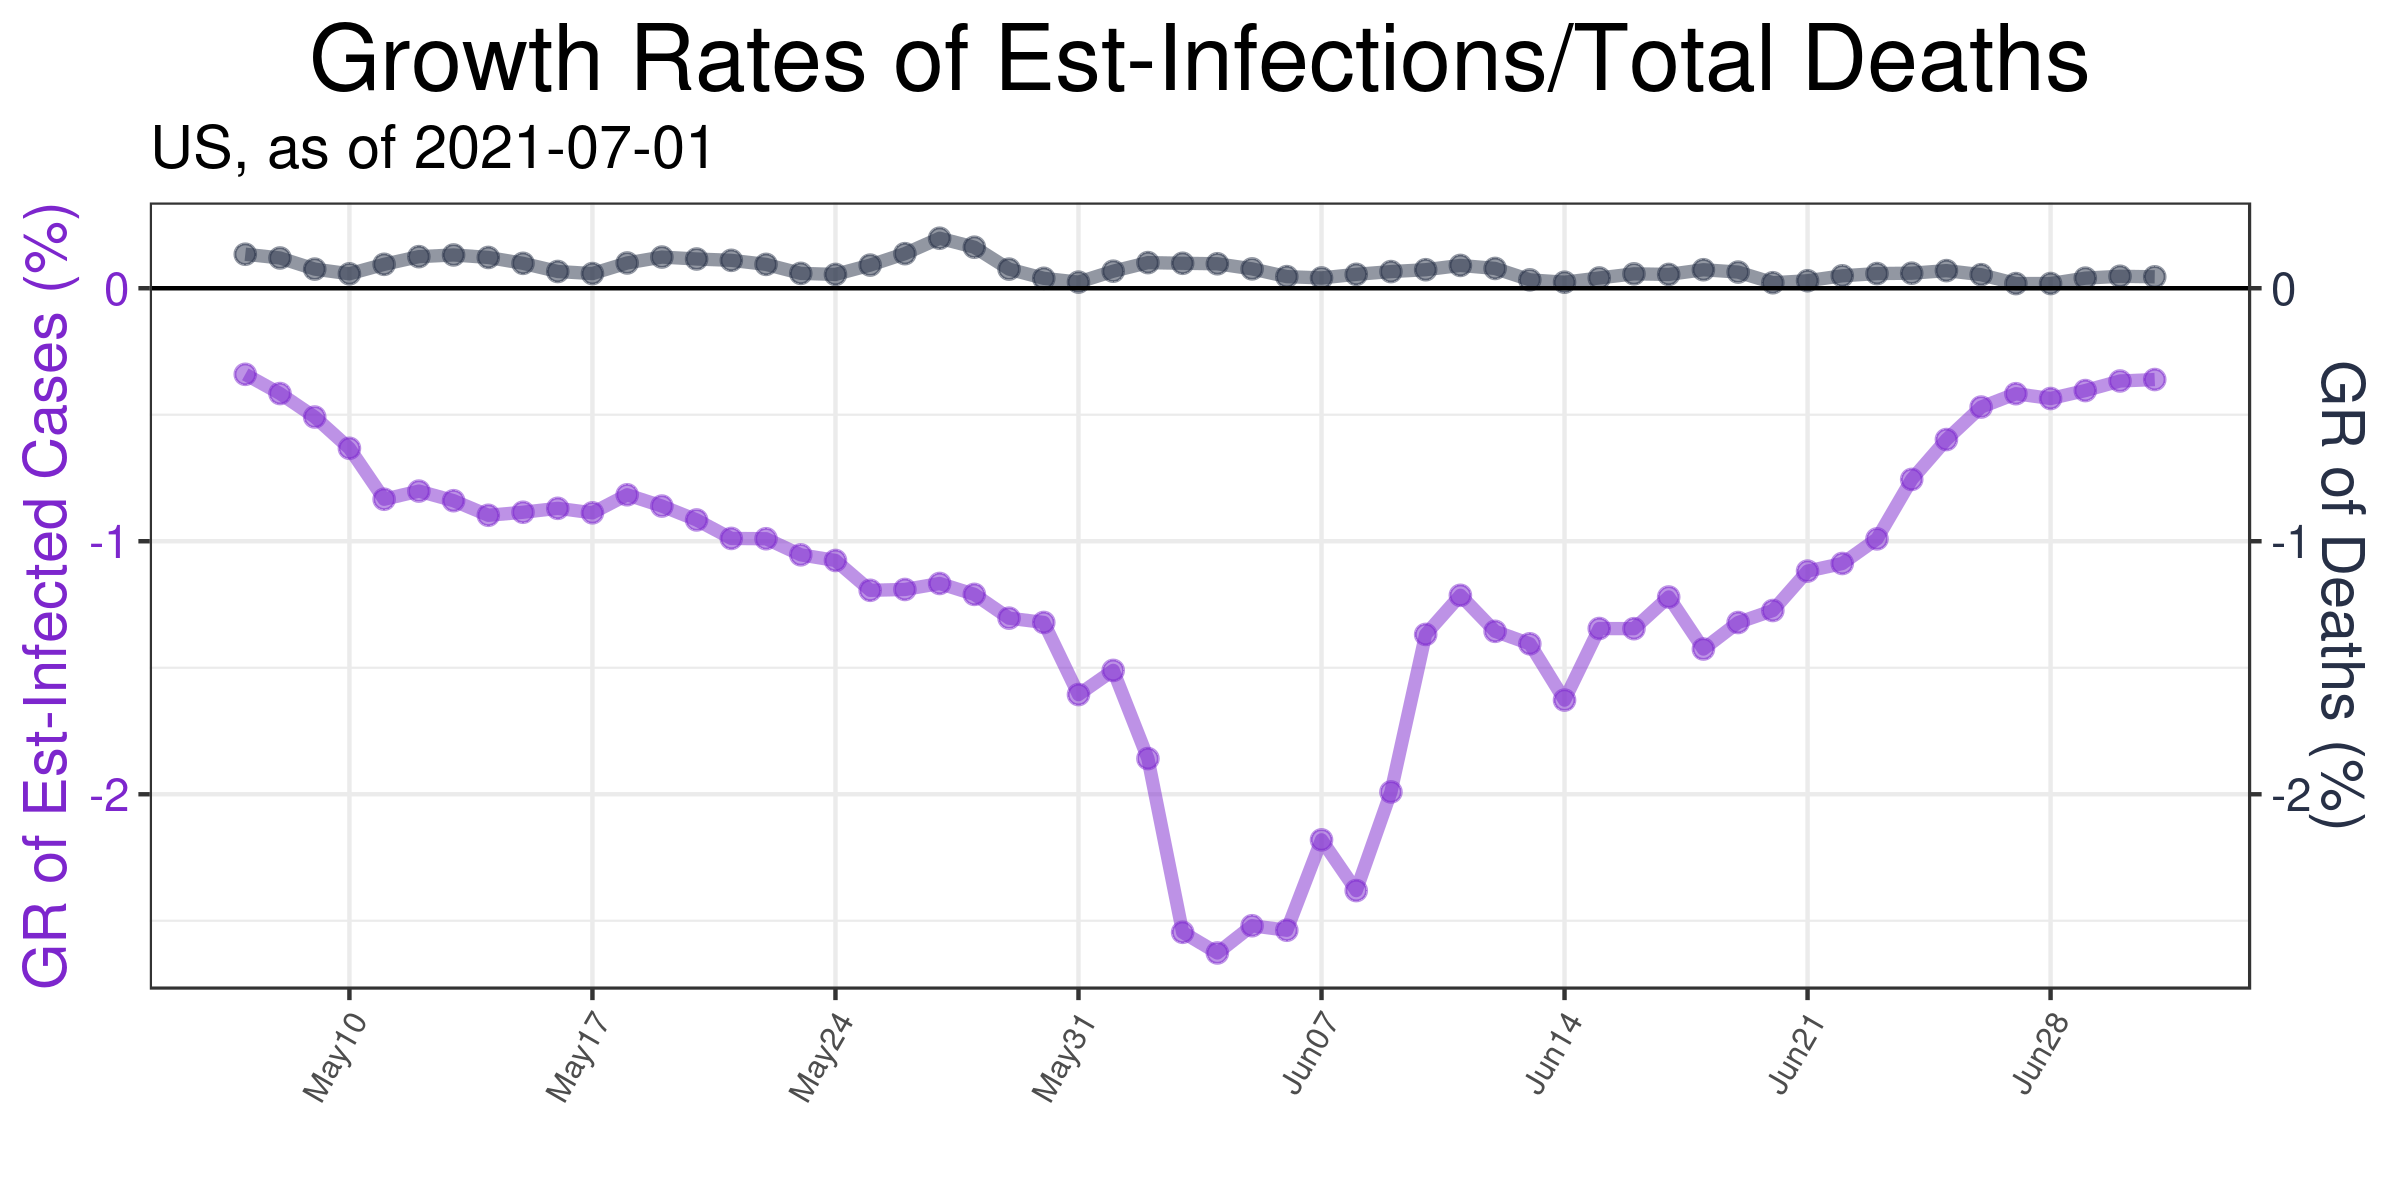 Growth Rates of Est-Infections/Total Deaths
US, as of 2021-07-01
GR of Est-Infected Cases (%)
0
-1
-2
0
-1
-2
GR of Deaths (%)
May10
May17
May24
May31
Jun07
Jun14
Jun21
Jun28